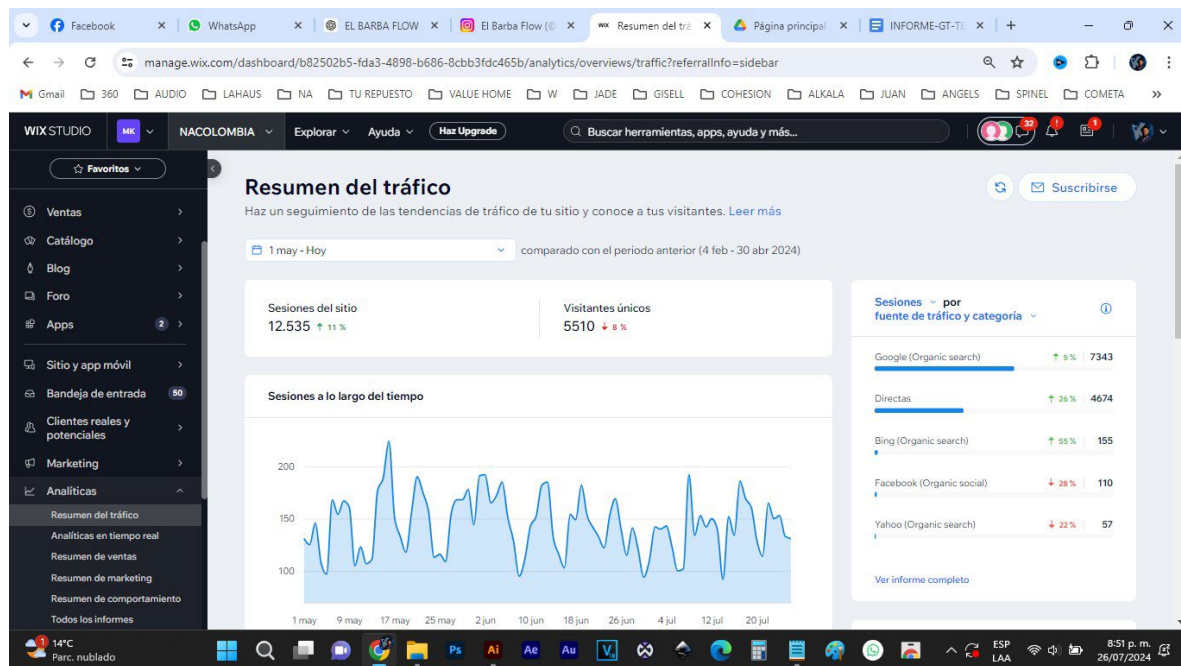 Facebook
WhatsApp
EL BARBA FLOW
El Barba Flow (@
WIX Resumen del trá
Página principal
INFORME-GT-TE
manage.wix.com/dashboard/b82502b5-fda3-4898-b686-8cbb3fdc465b/analytics/overviews/traffic?referralInfo=sidebar
Gmail 360 AUDIO LAHAUS NA TU REPUESTO VALUE HOME W JADE GISELL COHESION ALKALA JUAN ANGELS SPINEL COMETA »
WIX STUDIO MK NACOLOMBIA Explorar Ayuda Haz Upgrade Buscar herramientas, apps, ayuda y más... 32 1
Favoritos
Ventas
Catálogo
Blog
Foro
Apps 2
Sitio y app móvil
Bandeja de entrada 50
Clientes reales y
potenciales
Marketing
Analíticas
Resumen del tráfico
Analíticas en tiempo real
Resumen de ventas
Resumen de marketing
Resumen de comportamiento
Todos los informes
Resumen del tráfico
Suscribirse
Haz un seguimiento de las tendencias de tráfico de tu sitio y conoce a tus visitantes. Leer más
1 may - Hoy
comparado con el periodo anterior (4 feb - 30 abr 2024)
Sesiones del sitio
12.535 ↑ 11 %
Visitantes únicos
5510 ↓ 8 %
Sesiones a lo largo del tiempo
200
150
100
1 may 9 may 17 may 25 may 2 jun 10 jun 18 jun 26 jun 4 jul 12 jul 20 jul
Sesiones por
fuente de tráfico y categoría
Google (Organic search) ↑ 5 % 7343
Directas ↑ 26 % 4674
Bing (Organic search) ↑ 55 % 155
Facebook (Organic social) ↓ 28 % 110
Yahoo (Organic search) ↓ 22 % 57
Ver informe completo
1 14°C
Parc. nublado
Ps Ai Ae Au V
ESP
LAA
8:51 p. m.
26/07/2024